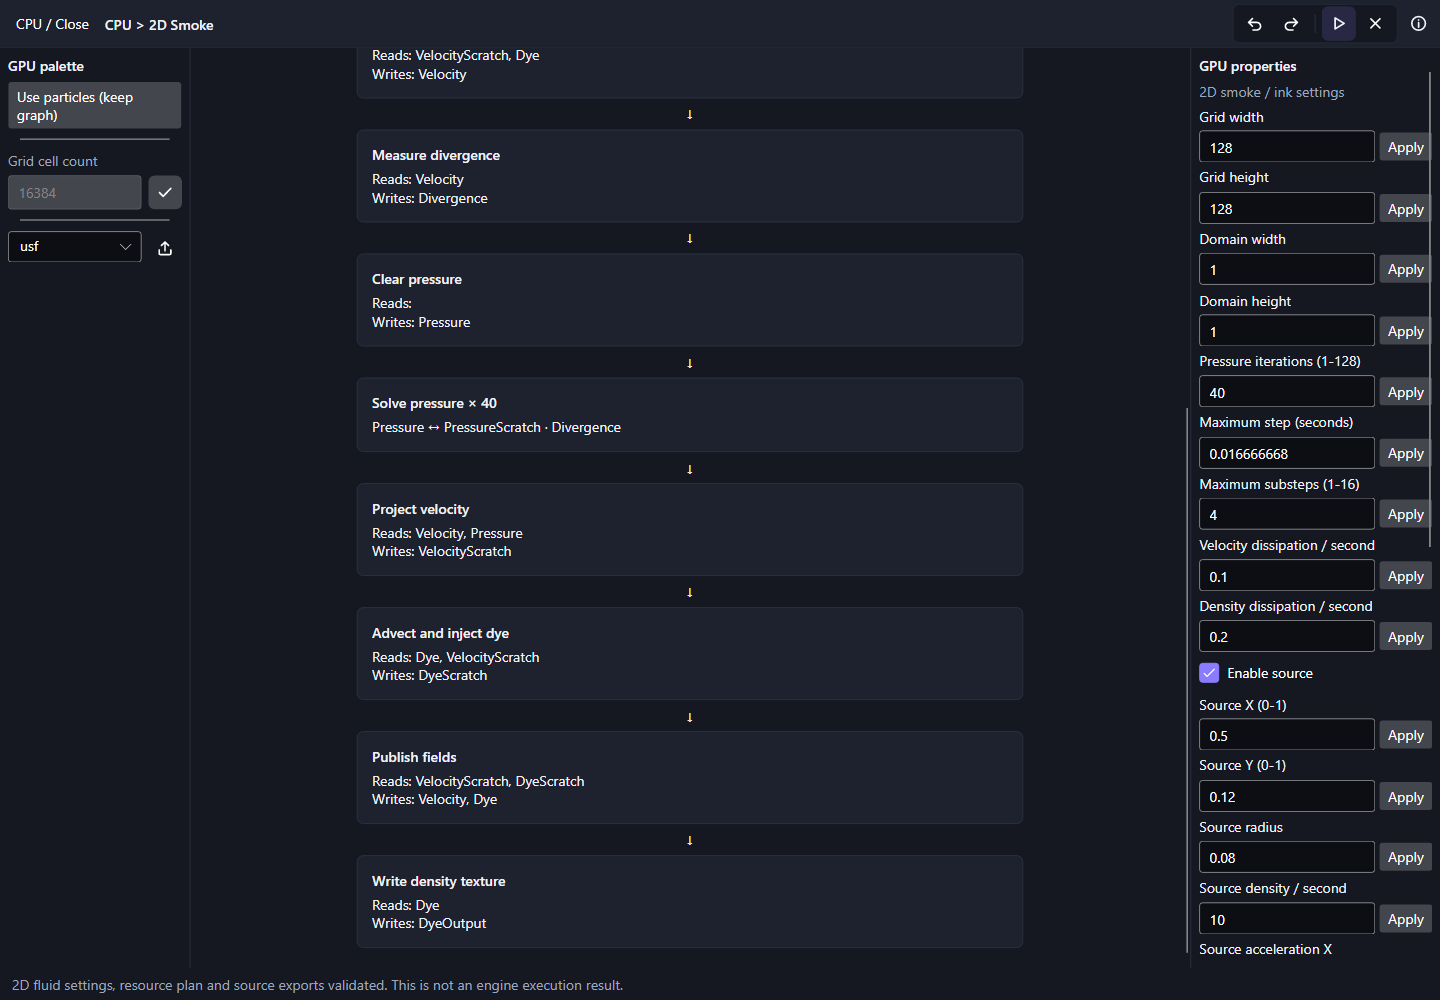 CPU / Close
CPU > 2D Smoke
GPU palette
Use particles (keep
graph)
Grid cell count
16384
usf
Reads: VelocityScratch, Dye
Writes: Velocity
↓
Measure divergence
Reads: Velocity
Writes: Divergence
↓
Clear pressure
Reads:
Writes: Pressure
↓
Solve pressure × 40
Pressure ↔ PressureScratch · Divergence
↓
Project velocity
Reads: Velocity, Pressure
Writes: VelocityScratch
↓
Advect and inject dye
Reads: Dye, VelocityScratch
Writes: DyeScratch
↓
Publish fields
Reads: VelocityScratch, DyeScratch
Writes: Velocity, Dye
↓
Write density texture
Reads: Dye
Writes: DyeOutput
GPU properties
2D smoke / ink settings
Grid width
128 Apply
Grid height
128 Apply
Domain width
1 Apply
Domain height
1 Apply
Pressure iterations (1-128)
40 Apply
Maximum step (seconds)
0.016666668 Apply
Maximum substeps (1-16)
4 Apply
Velocity dissipation / second
0.1 Apply
Density dissipation / second
0.2 Apply
Enable source
Source X (0-1)
0.5 Apply
Source Y (0-1)
0.12 Apply
Source radius
0.08 Apply
Source density / second
10 Apply
Source acceleration X
2D fluid settings, resource plan and source exports validated. This is not an engine execution result.